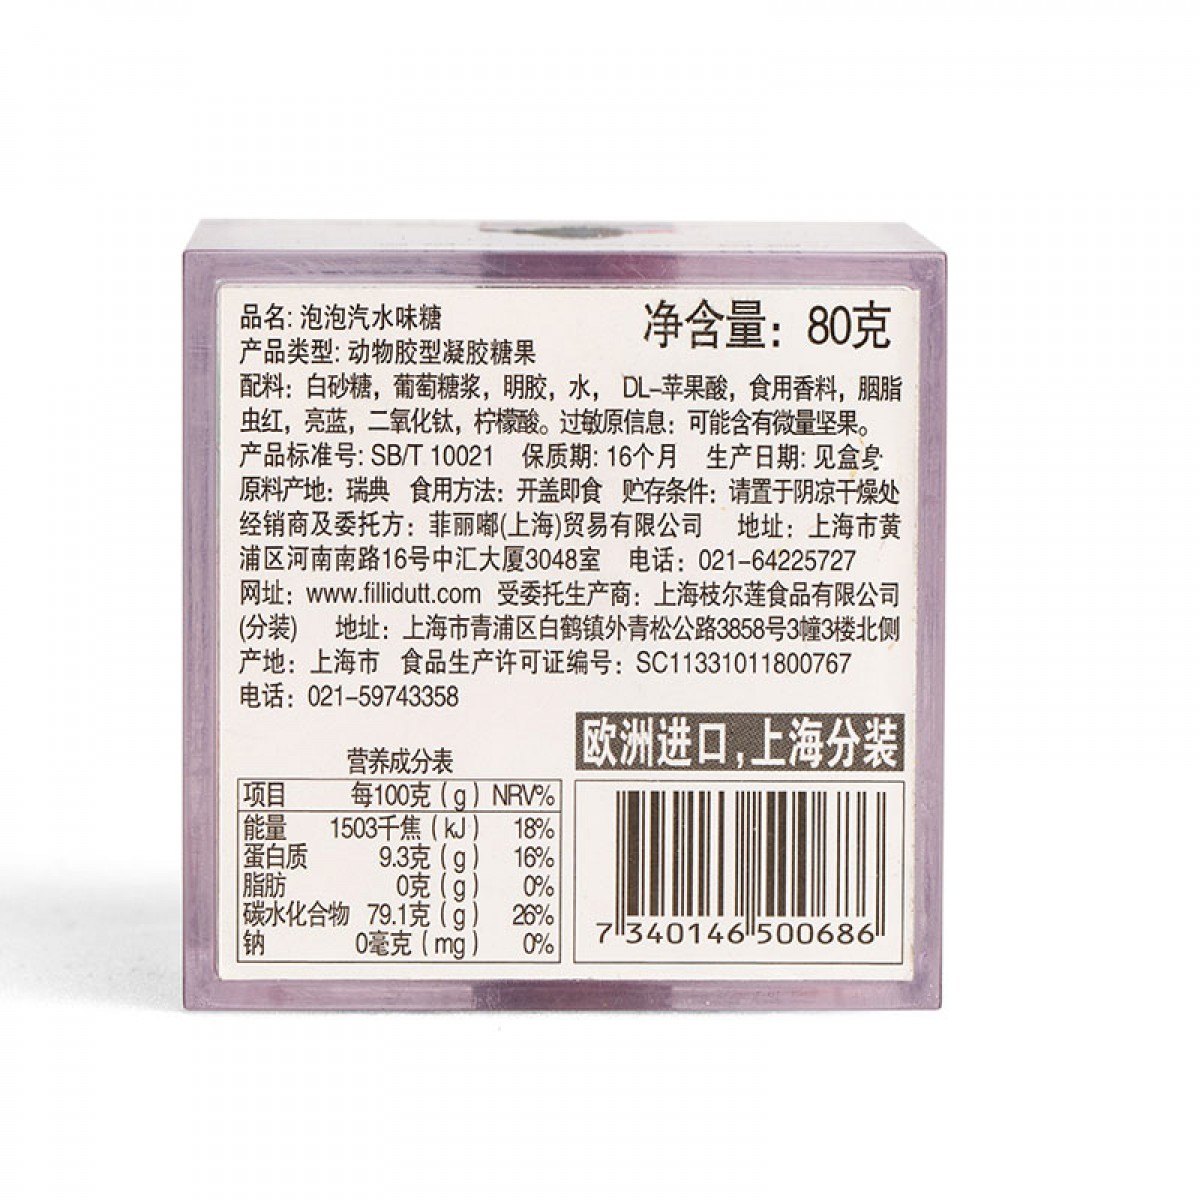 品名: 泡泡汽水味糖
净含量：80克
产品类型: 动物胶型凝胶糖果
配料：白砂糖，葡萄糖浆，明胶，水， DL-苹果酸，食用香料，胭脂
虫红，亮蓝，二氧化钛，柠檬酸。过敏原信息：可能含有微量坚果。
产品标准号: SB/T 10021 保质期: 16个月 生产日期: 见盒身
原料产地：瑞典 食用方法：开盖即食 贮存条件：请置于阴凉干燥处
经销商及委托方：菲丽嘟(上海)贸易有限公司 地址：上海市黄
浦区河南南路16号中汇大厦3048室 电话：021-64225727
网址：www.fillidutt.com 受委托生产商：上海枝尔莲食品有限公司
(分装) 地址：上海市青浦区白鹤镇外青松公路3858号3幢3楼北侧
产地：上海市 食品生产许可证编号：SC11331011800767
电话：021-59743358
欧洲进口,上海分装
营养成分表
项目 每100克(g) NRV%
能量 1503千焦(kJ) 18%
蛋白质 9.3克(g) 16%
脂肪 0克(g) 0%
碳水化合物 79.1克(g) 26%
钠 0毫克(mg) 0%
7 340146 500686